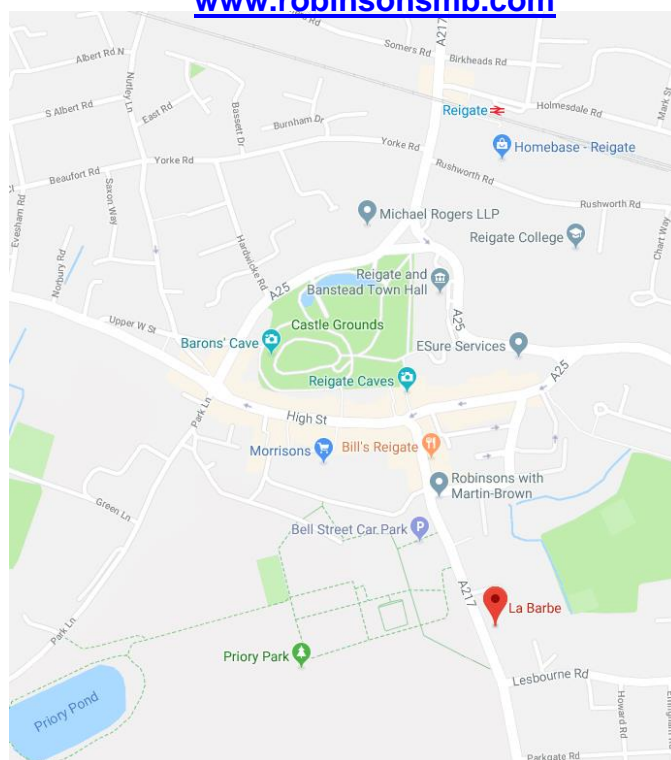 www.robinsonsmb.com
A217
Somers Rd
Birkheads Rd
Albert Rd N
Nutley Ln
S Albert Rd
East Rd
Bassett Dr
Burnham Dr
Reigate
Holmesdale Rd
Mark St
Homebase - Reigate
Yorke Rd
Yorke Rd
Rushworth Rd
Beaufort Rd
Saxon Way
Evesham Rd
Hardwicke Rd
Michael Rogers LLP
Rushworth Rd
Reigate College
Chart Way
Norbury Rd
A25
Reigate and
Banstead Town Hall
A25
Castle Grounds
Upper W St
Barons' Cave
ESure Services
A25
Reigate Caves
Park Ln
High St
Morrisons
Bill's Reigate
Robinsons with
Martin-Brown
Green Ln
Bell Street Car Park
P
A217
La Barbe
Park Ln
Priory Park
Lesbourne Rd
Priory Pond
Howard Rd
Parkgate Rd